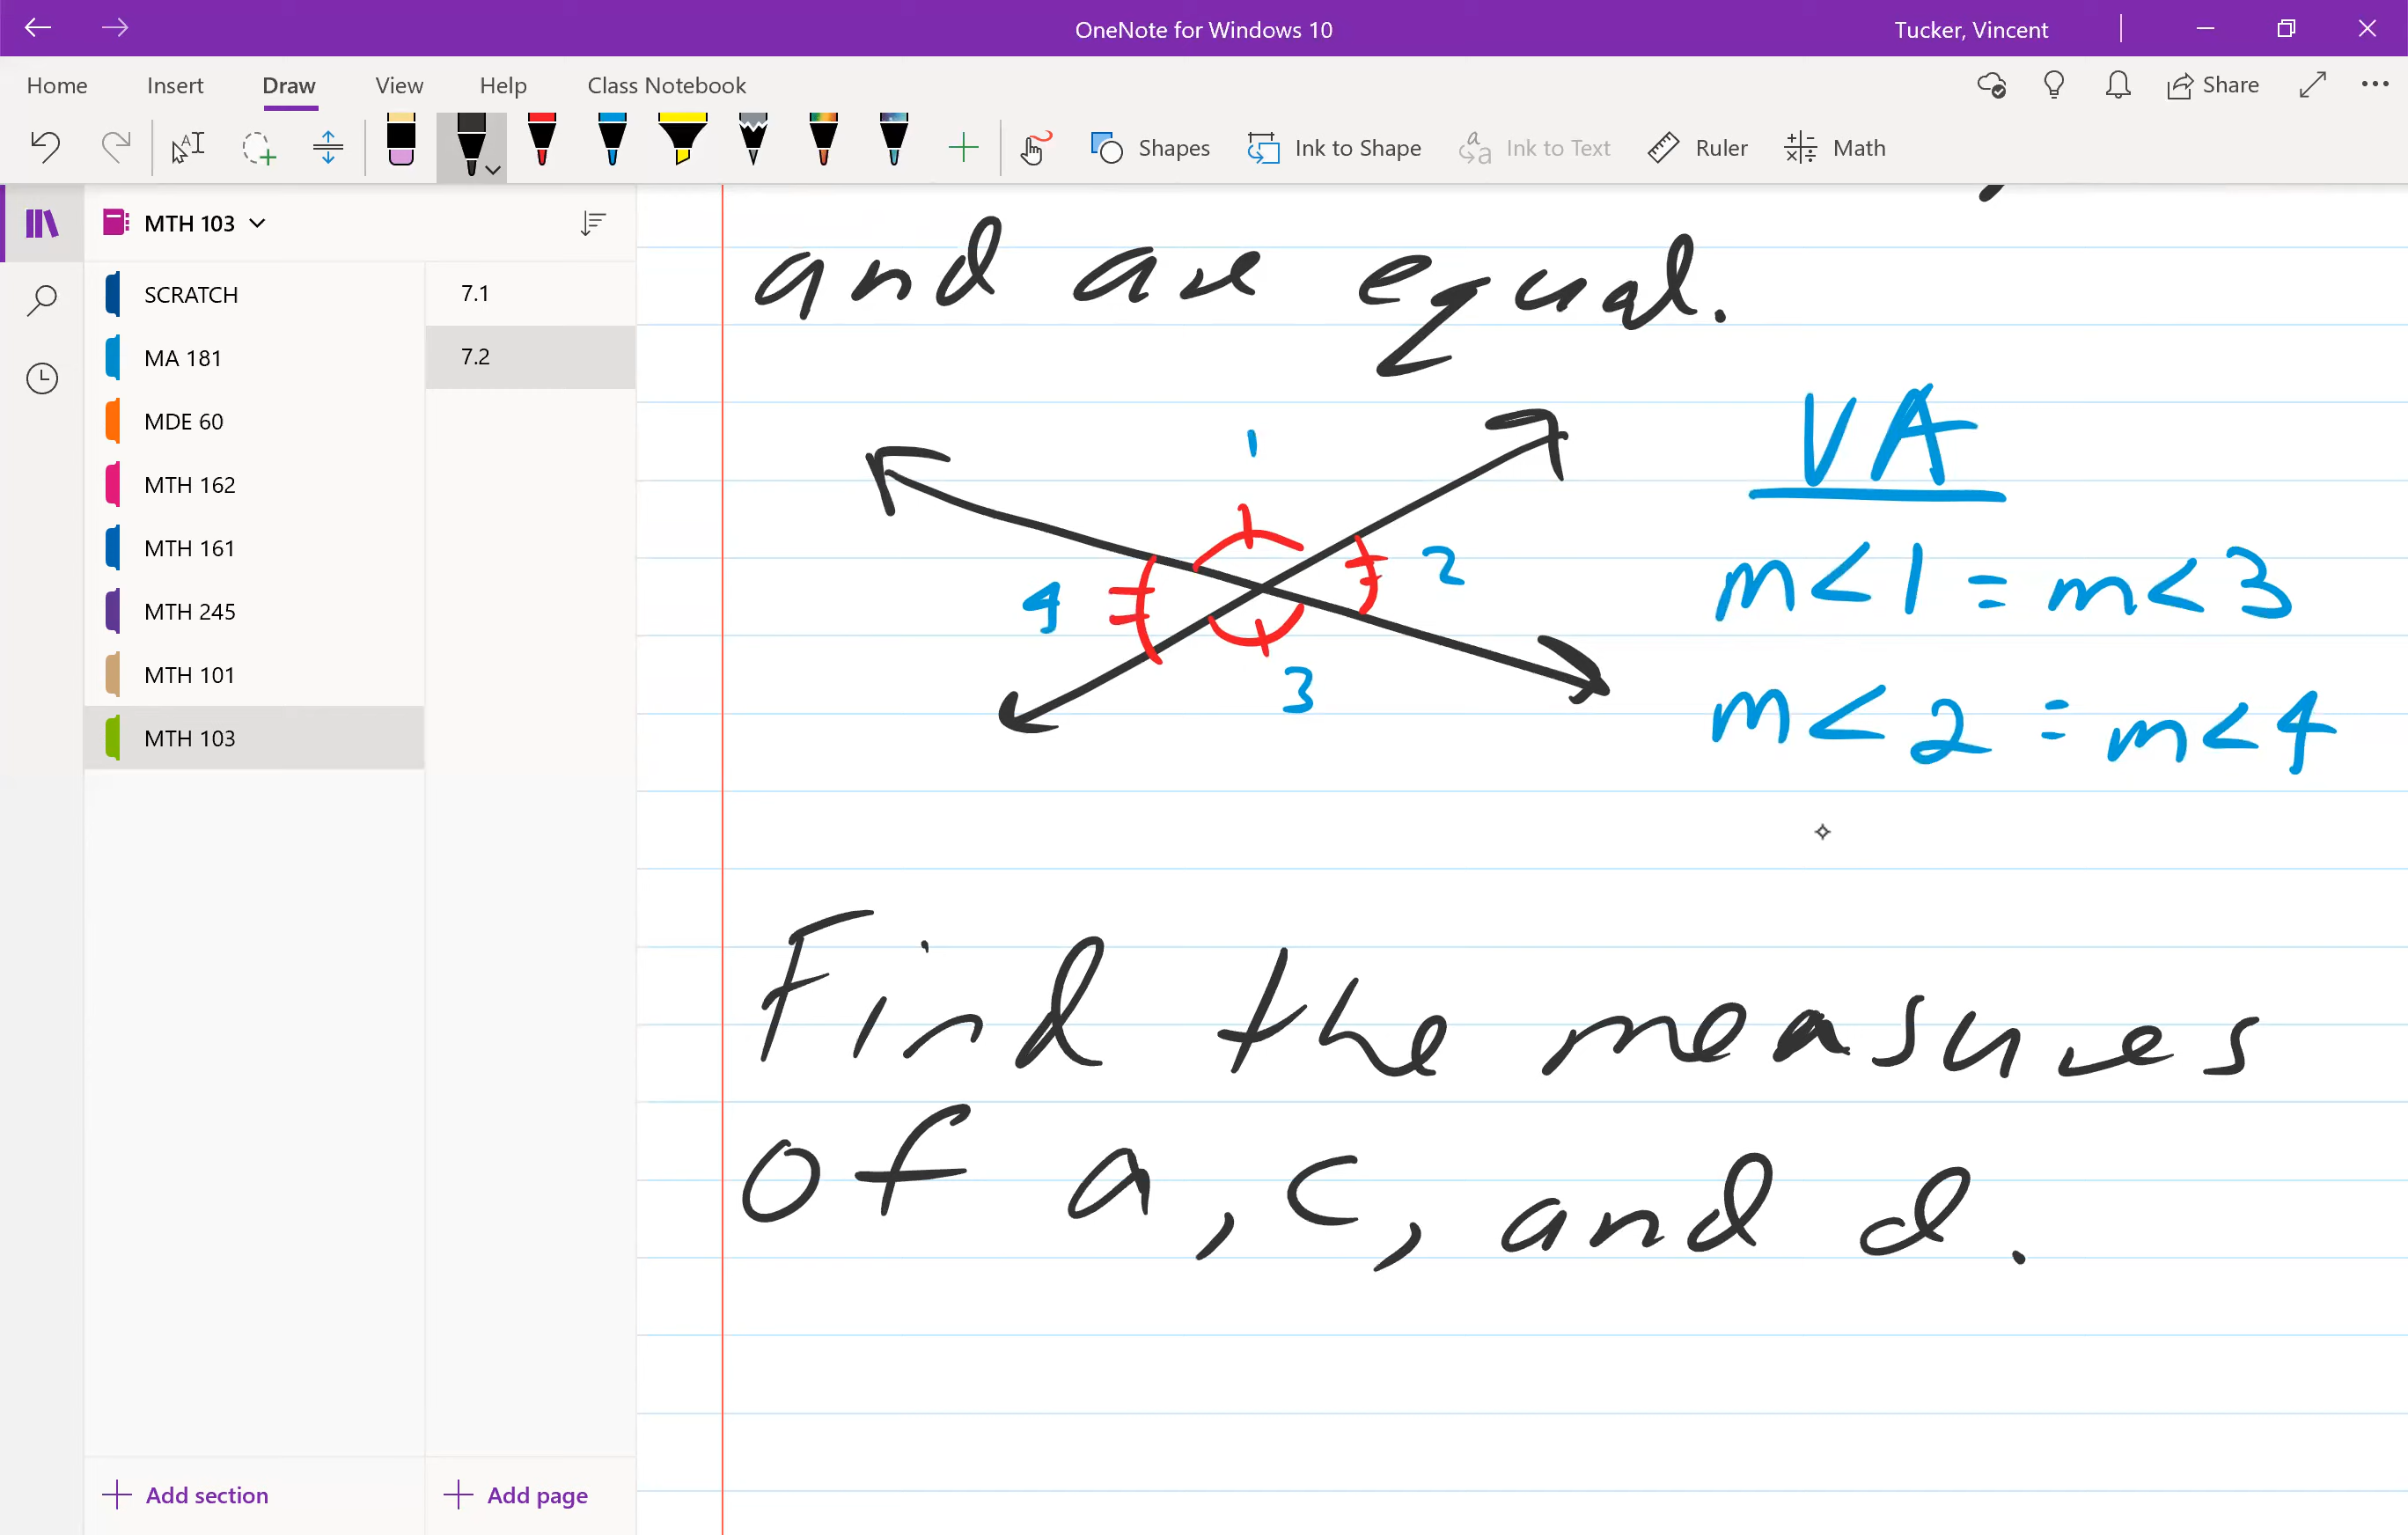 OneNote for Windows 10
Tucker, Vincent
Home Insert Draw View Help Class Notebook
Share
Shapes Ink to Shape Ink to Text Ruler Math
MTH 103
SCRATCH
MA 181
MDE 60
MTH 162
MTH 161
MTH 245
MTH 101
MTH 103
7.1
7.2
Add section
Add page
and are equal.
1
2
3
4
VA
m<1 = m<3
m<2 = m<4
Find the measures
of a, c, and d.